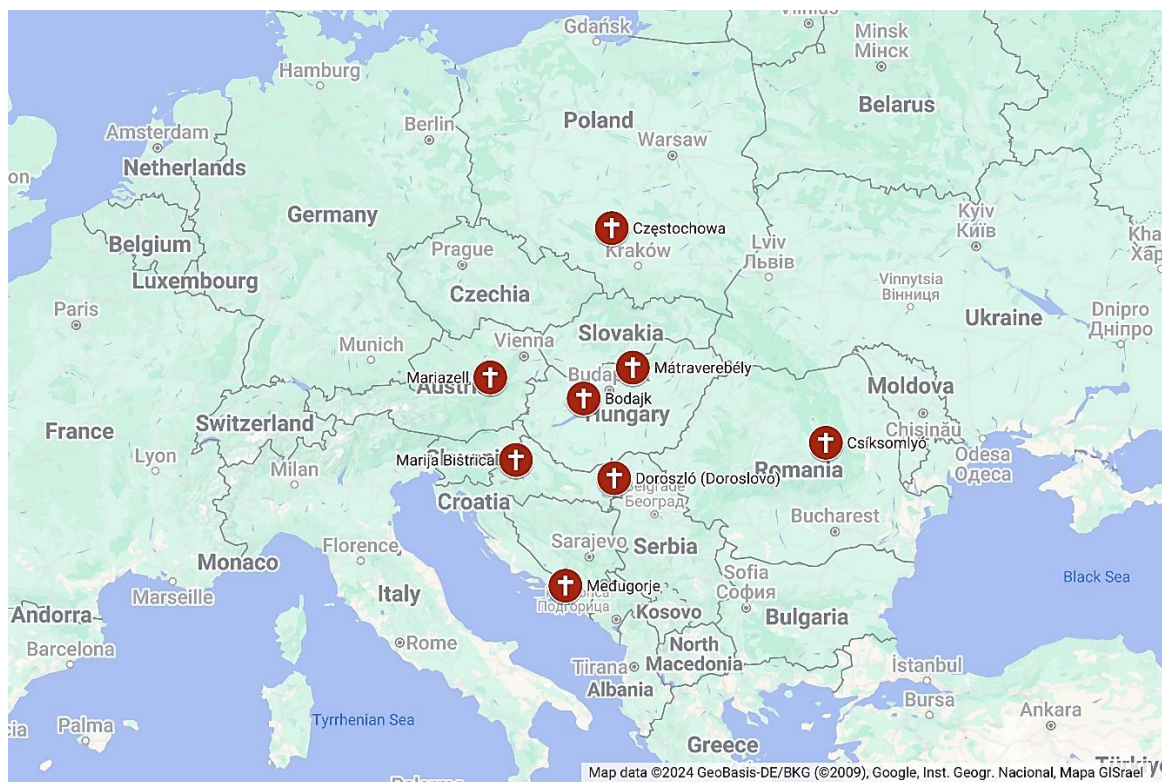 Gdańsk
Vilnius
Minsk
Мінск
Hamburg
Belarus
Amsterdam
Berlin
Poland
Warsaw
Netherlands
Germany
Częstochowa
Kyiv
Київ
Belgium
Prague
Kraków
Lviv
Львів
Luxembourg
Czechia
Vinnytsia
Вінниця
Dnipro
Дніпро
Paris
Ukraine
Slovakia
Munich
Vienna
Mátraverebély
Mariazell
Bodajk
Hungary
Moldova
Switzerland
Chișinău
France
Csíksomlyó
Odesa
Одеса
Lyon
Milan
Marija Bistrica
Romania
Doroszló (Doroslovo)
Belgrade
Београд
Croatia
Bucharest
Sarajevo
Serbia
Florence
Monaco
Sofia
София
Black Sea
Marseille
Italy
Međugorje
Подгорица
Kosovo
Bulgaria
Andorra
Barcelona
Rome
North
Macedonia
Tirana
Albania
İstanbul
Bursa
Ankara
Palma
Tyrrhenian Sea
Greece
Map data ©2024 GeoBasis-DE/BKG (©2009), Google, Inst. Geogr. Nacional, Mapa GISrael